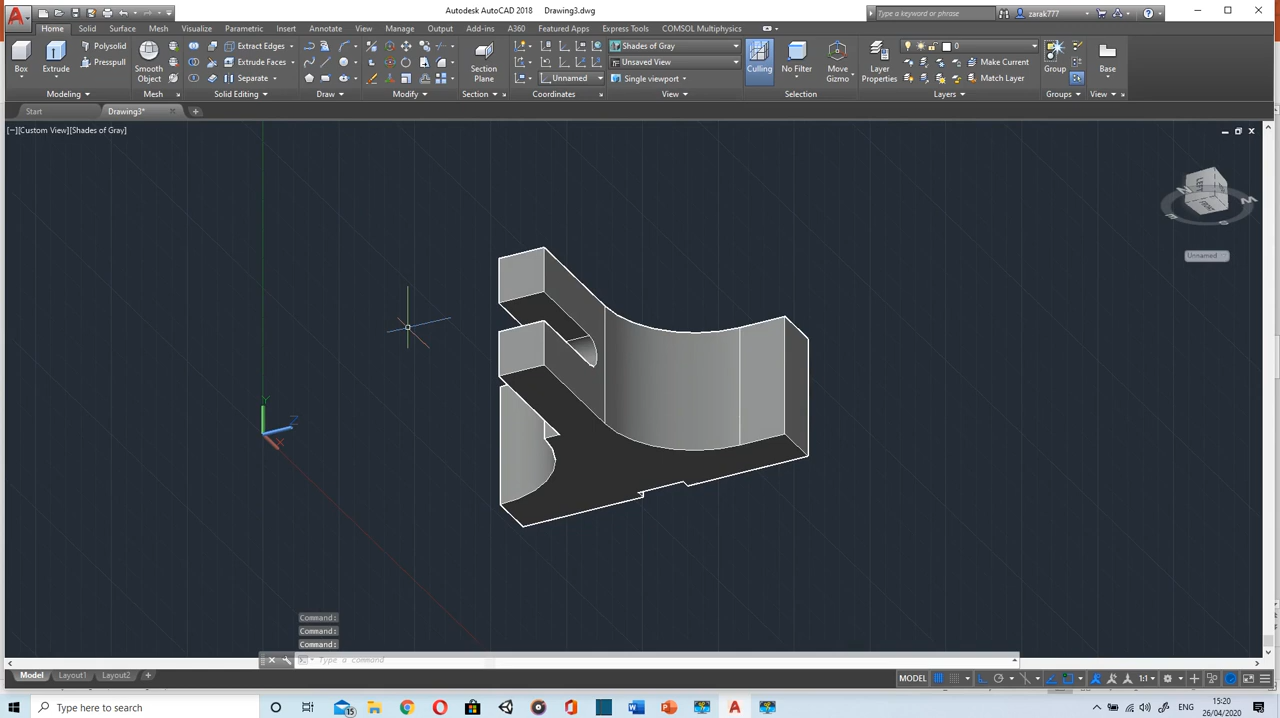 Autodesk AutoCAD 2018 Drawing3.dwg
Type a keyword or phrase
zarak777
Home Solid Surface Mesh Visualize Parametric Insert Annotate View Manage Output Add-ins A360 Featured Apps Express Tools COMSOL Multiphysics
Box
Extrude
Polysolid
Presspull
Smooth
Object
Extract Edges
Extrude Faces
Separate
Section
Plane
Unnamed
Shades of Gray
Unsaved View
Single viewport
Culling
No Filter
Move
Gizmo
Layer
Properties
0
Make Current
Match Layer
Group
Base
Modeling Mesh Solid Editing Draw Modify Section Coordinates View Selection Layers Groups View
Start
Drawing3*
[−][Custom View][Shades of Gray]
LEFT
FRONT
Unnamed
Y
Z
X
Command:
Command:
Command:
Type a command
Model Layout1 Layout2 +
MODEL
1:1
Type here to search
15
ENG
15:20
26/04/2020